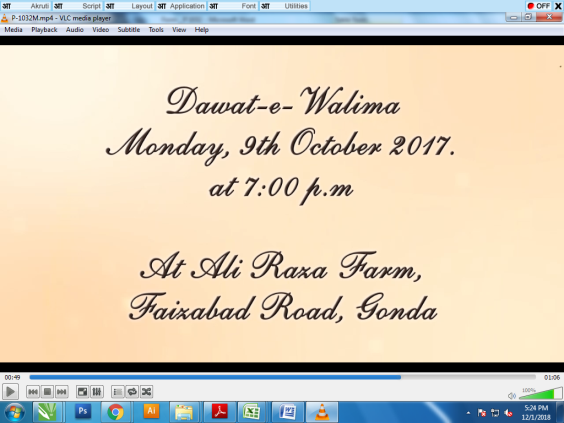 अा Akruti अा Script अा Layout अा Application अा Font अा Utilities OFF X
P-1032M.mp4 - VLC media player
Media Playback Audio Video Subtitle Tools View Help
Dawat-e-Walima
Monday, 9th October 2017.
at 7:00 p.m
At Ali Raza Farm,
Faizabad Road, Gonda
00:49 01:06
100%
Ps Ai W
5:24 PM
12/1/2018